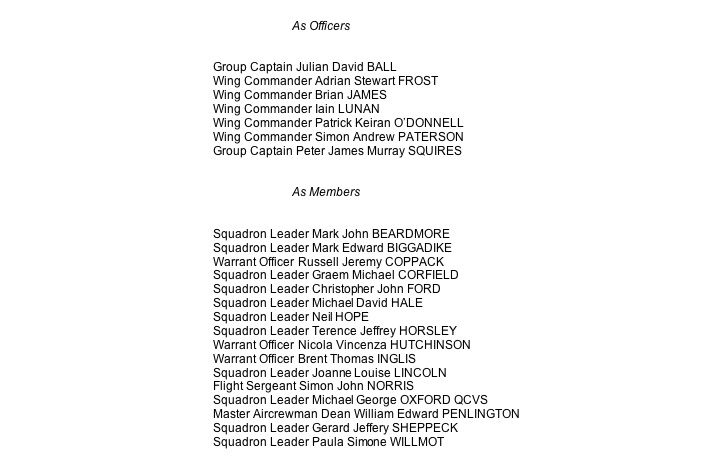 As Officers
Group Captain Julian David BALL
Wing Commander Adrian Stewart FROST
Wing Commander Brian JAMES
Wing Commander Iain LUNAN
Wing Commander Patrick Keiran O'DONNELL
Wing Commander Simon Andrew PATERSON
Group Captain Peter James Murray SQUIRES
As Members
Squadron Leader Mark John BEARDMORE
Squadron Leader Mark Edward BIGGADIKE
Warrant Officer Russell Jeremy COPPACK
Squadron Leader Graem Michael CORFIELD
Squadron Leader Christopher John FORD
Squadron Leader Michael David HALE
Squadron Leader Neil HOPE
Squadron Leader Terence Jeffrey HORSLEY
Warrant Officer Nicola Vincenza HUTCHINSON
Warrant Officer Brent Thomas INGLIS
Squadron Leader Joanne Louise LINCOLN
Flight Sergeant Simon John NORRIS
Squadron Leader Michael George OXFORD QCVS
Master Aircrewman Dean William Edward PENLINGTON
Squadron Leader Gerard Jeffery SHEPPECK
Squadron Leader Paula Simone WILLMOT